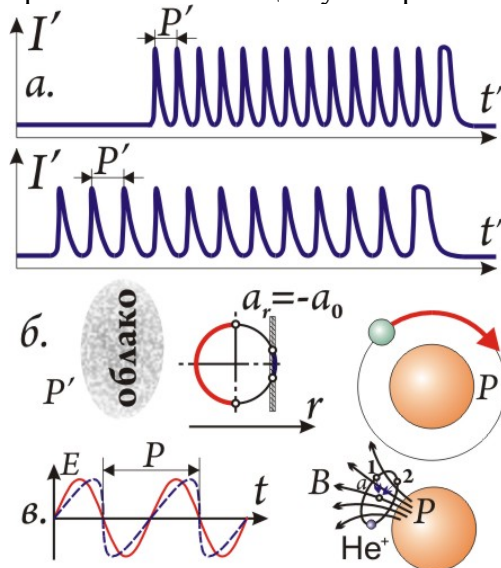 I′ P′
а. t′
I′ P′
t′
б. облако a_r=-a_0
P′ P
r
E P t
в. B 1 a 2 P
He⁺